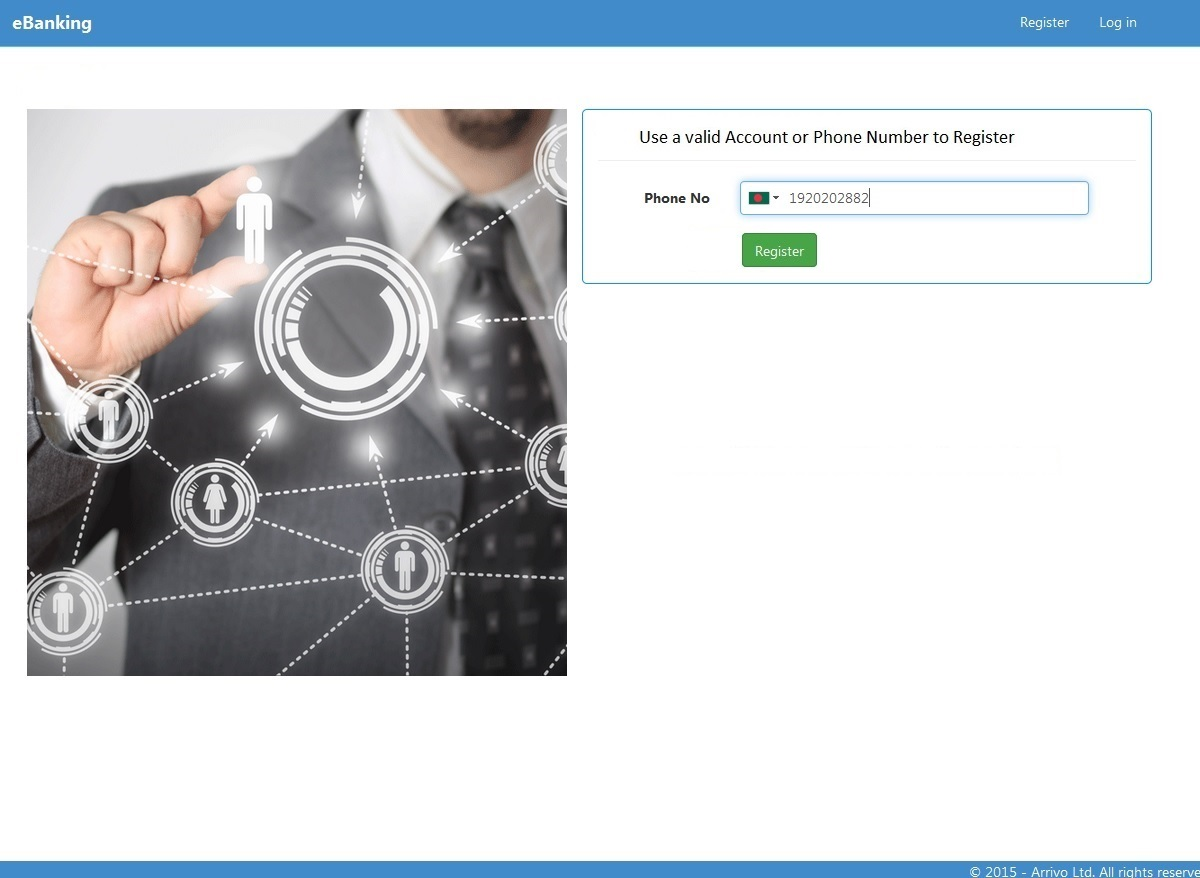 eBanking
Register
Log in
Use a valid Account or Phone Number to Register
Phone No
1920202882
Register
© 2015 - Arrivo Ltd. All rights reserve